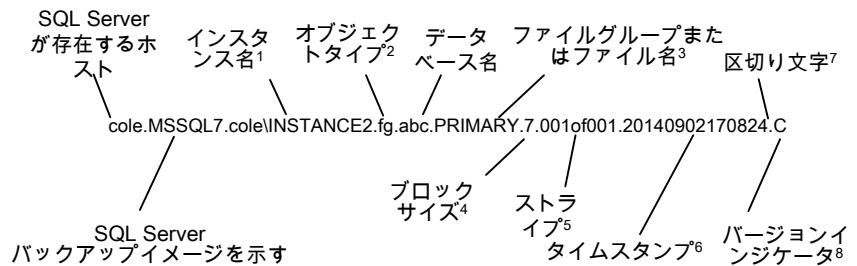 SQL Server
が存在するホ
スト
インスタ
ンス名1
オブジェク
トタイプ2
データ
ベース名
ファイルグループまた
はファイル名3
区切り文字7
cole.MSSQL7.cole\INSTANCE2.fg.abc.PRIMARY.7.001of001.20140902170824.C
SQL Server
バックアップイメージを示す
ブロック
サイズ4
ストラ
イプ5
タイムスタンプ6
バージョンイ
ンジケータ8